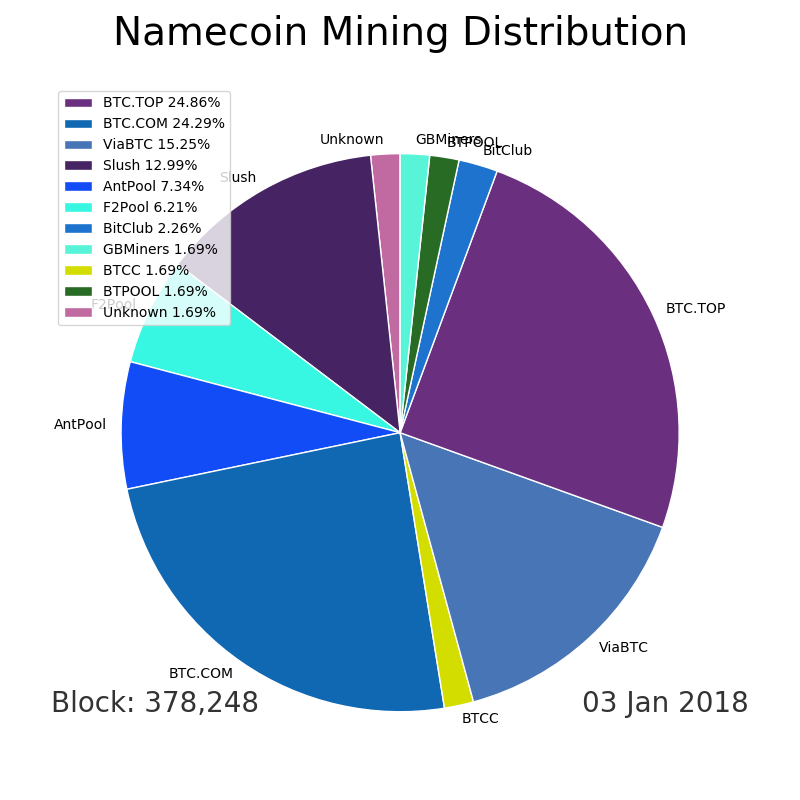 Namecoin Mining Distribution
BTC.TOP 24.86%
BTC.COM 24.29%
ViaBTC 15.25%
Slush 12.99%
AntPool 7.34%
F2Pool 6.21%
BitClub 2.26%
GBMiners 1.69%
BTCC 1.69%
BTPOOL 1.69%
Unknown 1.69%
Unknown
GBMiners
BTPOOL
BitClub
Slush
F2Pool
BTC.TOP
AntPool
ViaBTC
BTC.COM
BTCC
Block: 378,248
03 Jan 2018